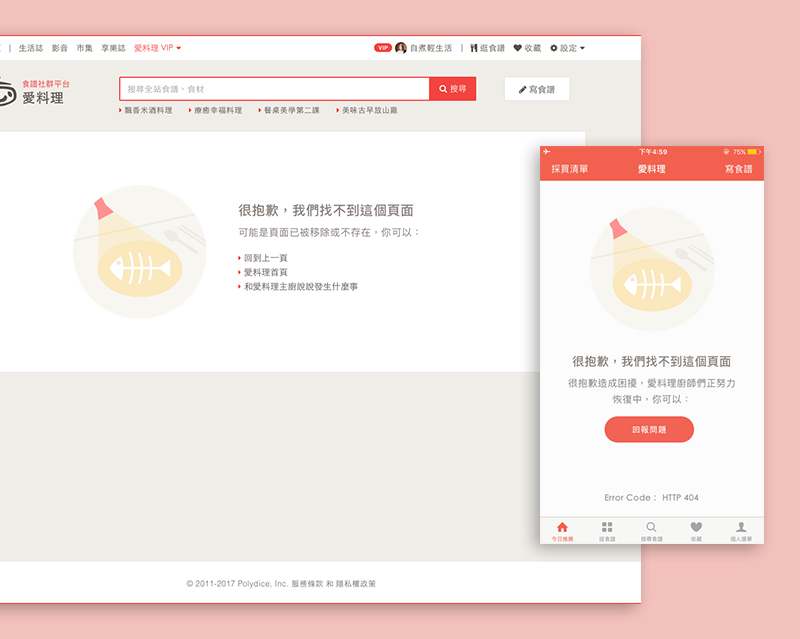 | 生活誌 影音 市集 享樂誌 愛料理 VIP
VIP 自煮輕生活 | 逛食譜 收藏 設定
食譜社群平台
愛料理
搜尋全站食譜，食材
搜尋
寫食譜
飄香米酒料理 療癒幸福料理 餐桌美學第二課 美味古早放山雞
很抱歉，我們找不到這個頁面
可能是頁面已被移除或不存在，你可以：
回到上一頁
愛料理首頁
和愛料理主廚說說發生什麼事
© 2011-2017 Polydice, Inc. 服務條款 和 隱私權政策
下午4:59 75%
採買清單 愛料理 寫食譜
很抱歉，我們找不到這個頁面
很抱歉造成困擾，愛料理廚師們正努力
恢復中，你可以：
回報問題
Error Code： HTTP 404
今日推薦 逛食譜 搜尋食譜 收藏 個人選單